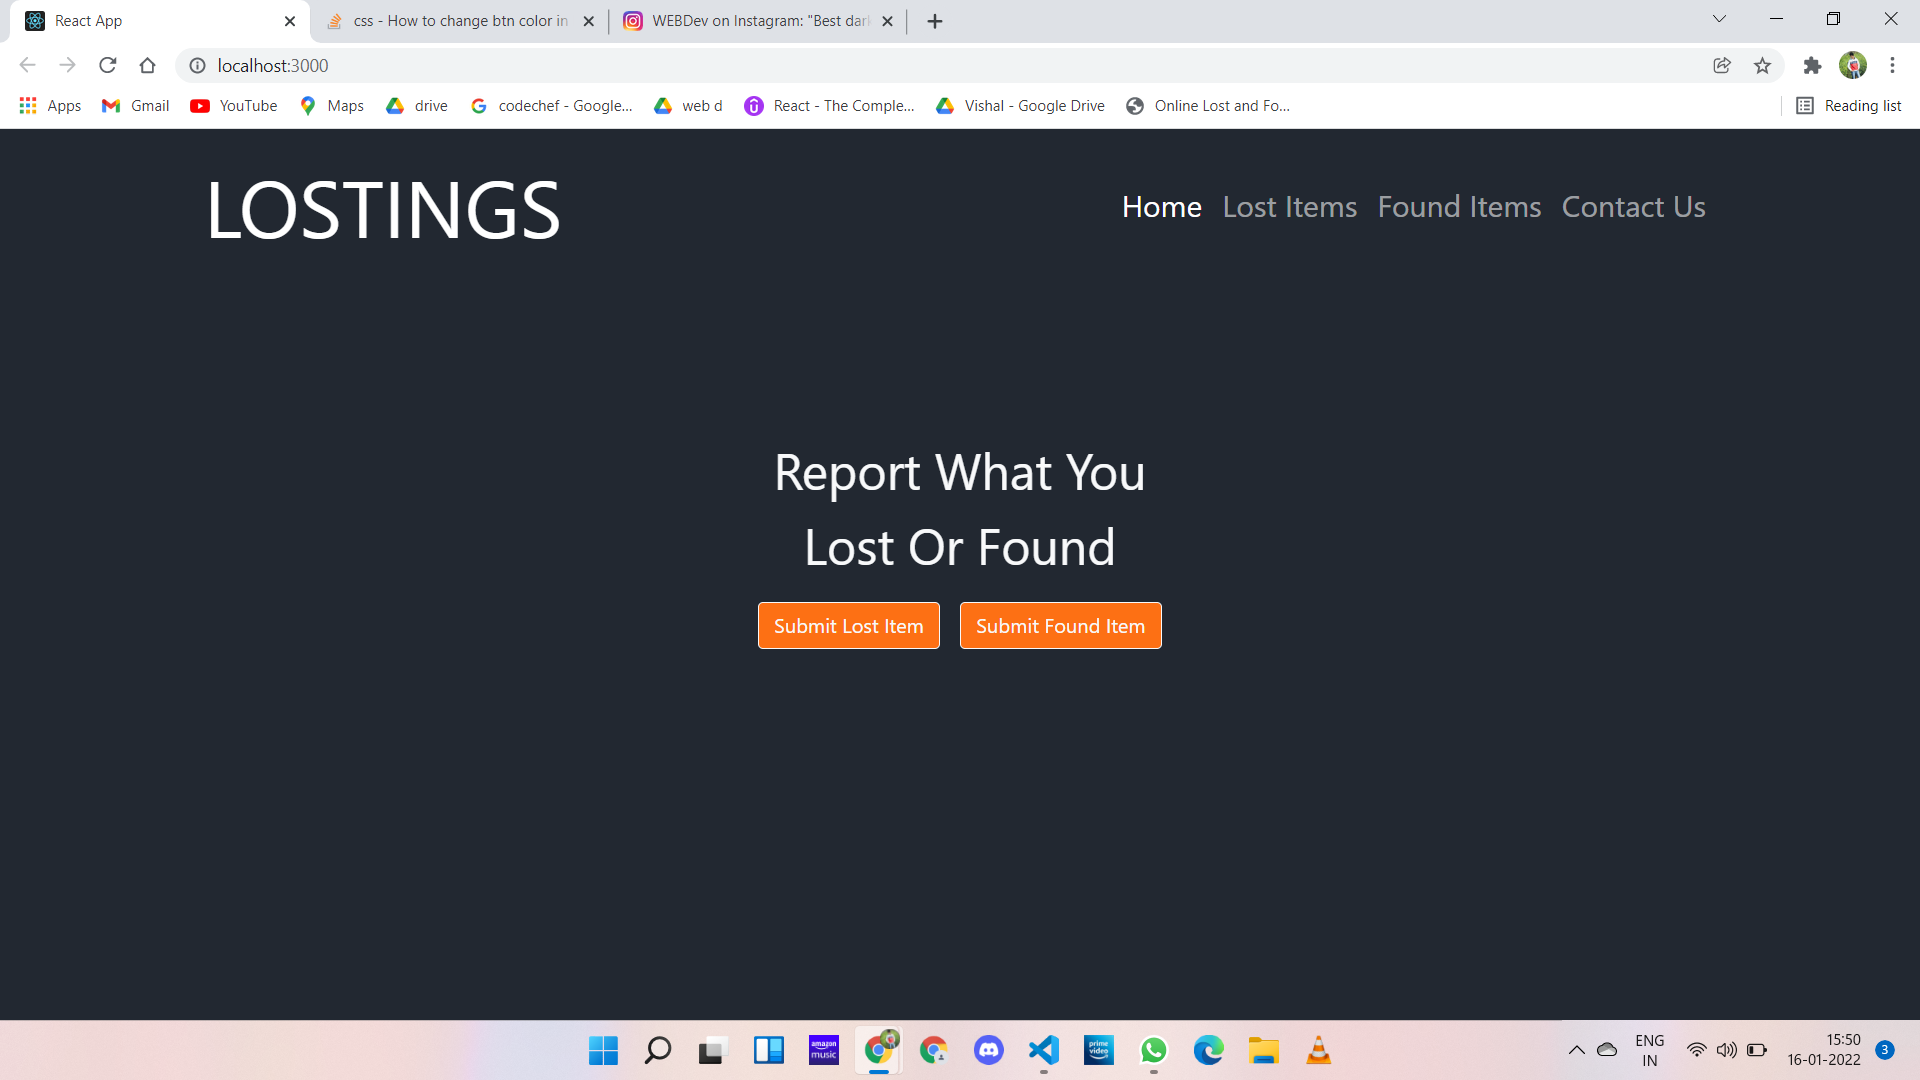 React App
css - How to change btn color in
WEBDev on Instagram: "Best dar
localhost:3000
Apps
Gmail
YouTube
Maps
drive
codechef - Google...
web d
React - The Comple...
Vishal - Google Drive
Online Lost and Fo...
Reading list
LOSTINGS
Home
Lost Items
Found Items
Contact Us
Report What You
Lost Or Found
Submit Lost Item
Submit Found Item
amazon
music
prime
video
ENG
IN
15:50
16-01-2022
3